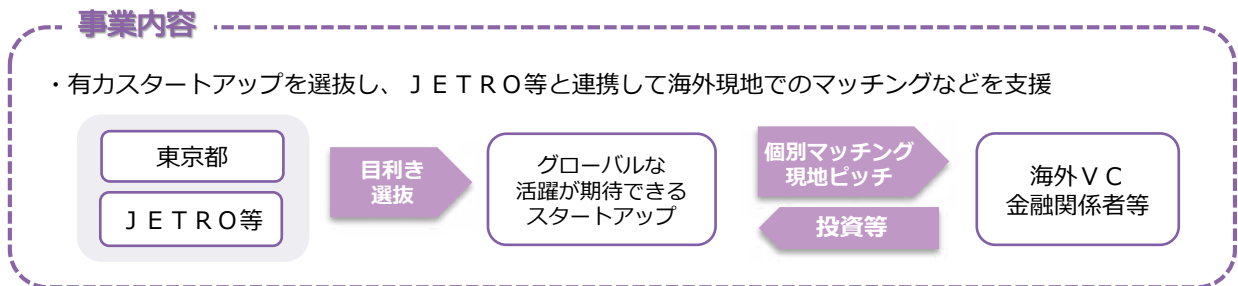 事業内容
・有力スタートアップを選抜し、ＪＥＴＲＯ等と連携して海外現地でのマッチングなどを支援
東京都
ＪＥＴＲＯ等
目利き
選抜
グローバルな
活躍が期待できる
スタートアップ
個別マッチング
現地ピッチ
投資等
海外ＶＣ
金融関係者等